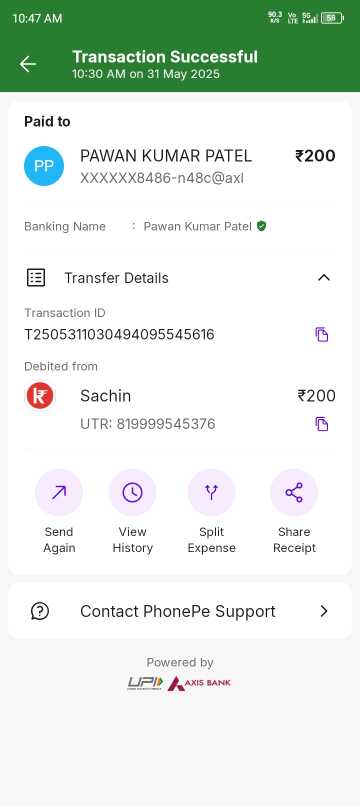 10:47 AM
90.3 K/S Vo LTE 5G 58
Transaction Successful
10:30 AM on 31 May 2025
Paid to
PP PAWAN KUMAR PATEL ₹200
XXXXXX8486-n48c@axl
Banking Name : Pawan Kumar Patel
Transfer Details
Transaction ID
T2505311030494095545616
Debited from
Sachin ₹200
UTR: 819999545376
Send Again
View History
Split Expense
Share Receipt
Contact PhonePe Support
Powered by
UPI AXIS BANK